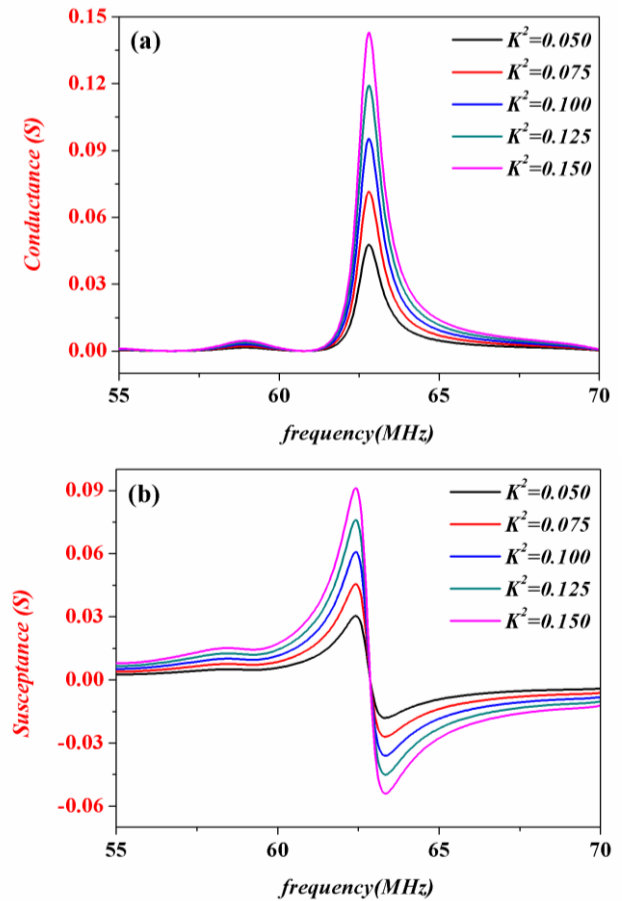 (a)
0.15
0.12
0.09
0.06
0.03
0.00
Conductance (S)
K²=0.050
K²=0.075
K²=0.100
K²=0.125
K²=0.150
55
60
65
70
frequency(MHz)
(b)
0.09
0.06
0.03
0.00
-0.03
-0.06
Susceptance (S)
K²=0.050
K²=0.075
K²=0.100
K²=0.125
K²=0.150
55
60
65
70
frequency(MHz)